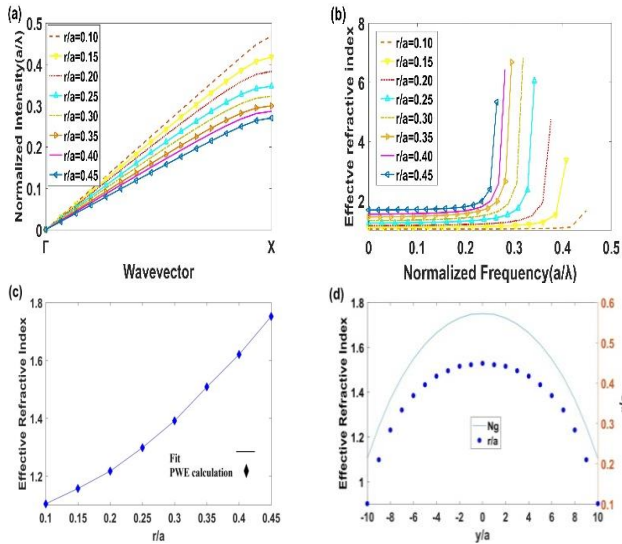 (a)
Normalized Intensity(a/λ)
0.5
0.4
0.3
0.2
0.1
0
r/a=0.10
r/a=0.15
r/a=0.20
r/a=0.25
r/a=0.30
r/a=0.35
r/a=0.40
r/a=0.45
Γ
X
Wavevector
(b)
Effective refractive index
8
6
4
2
0
r/a=0.10
r/a=0.15
r/a=0.20
r/a=0.25
r/a=0.30
r/a=0.35
r/a=0.40
r/a=0.45
0 0.1 0.2 0.3 0.4 0.5
Normalized Frequency(a/λ)
(c)
Effective Refractive Index
1.8
1.6
1.4
1.2
Fit
PWE calculation
0.1 0.15 0.2 0.25 0.3 0.35 0.4 0.45
r/a
(d)
Effective Refractive Index
1.8
1.6
1.4
1.2
1
Ng
r/a
0.6
0.5
0.4
0.3
0.2
0.1
-10 -8 -6 -4 -2 0 2 4 6 8 10
y/a